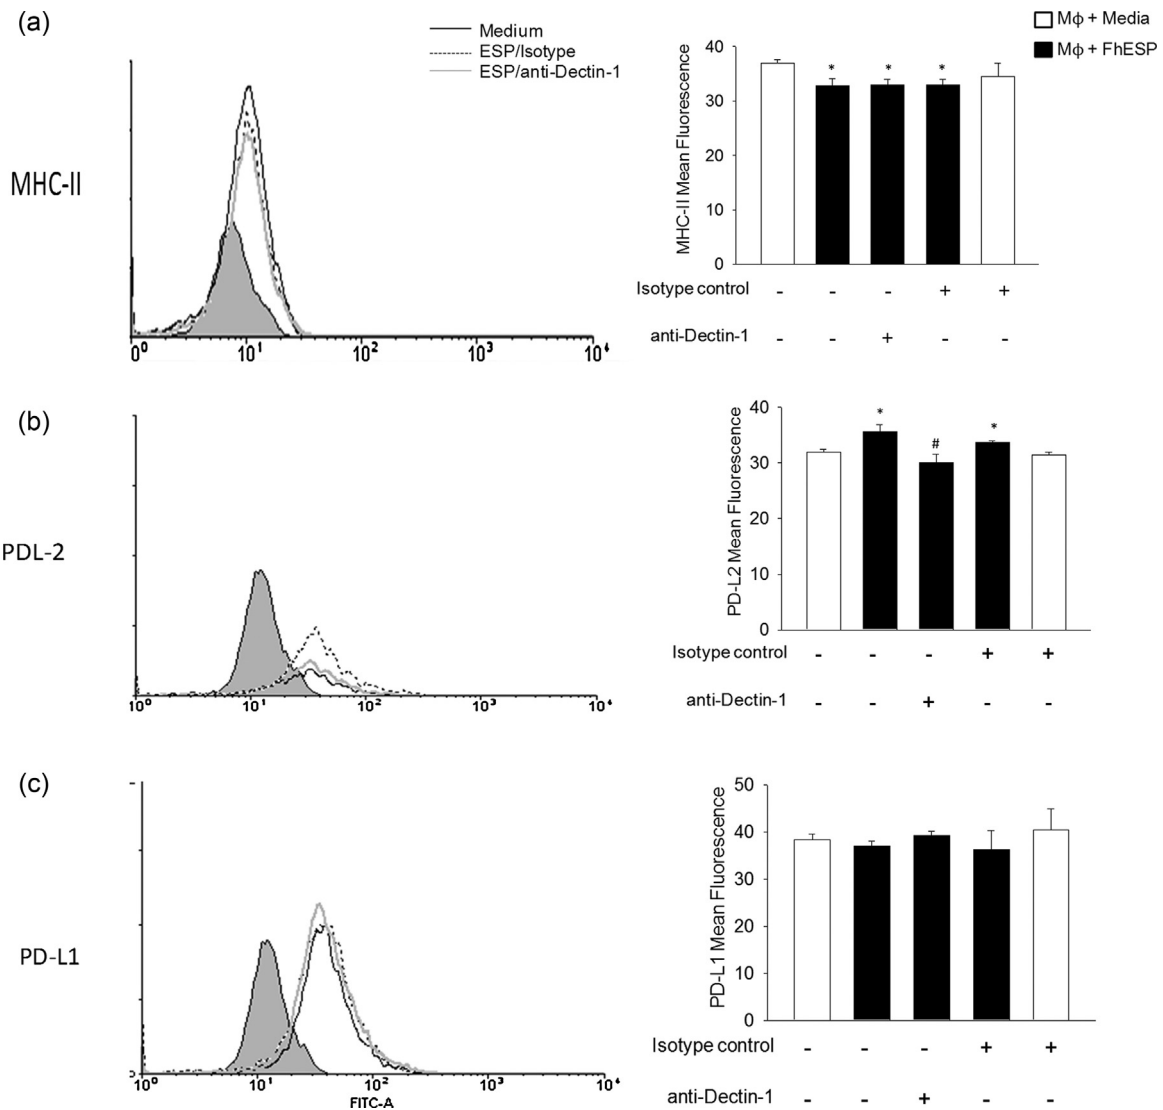 (a)
Medium
ESP/Isotype
ESP/anti-Dectin-1
MHC-II
10⁰ 10¹ 10² 10³ 10⁴
Mϕ + Media
Mϕ + FhESP
MHC-II Mean Fluorescence
40
30
20
10
0
* * *
Isotype control - - - + +
anti-Dectin-1 - - + - -
(b)
PDL-2
10⁰ 10¹ 10² 10³ 10⁴
PD-L2 Mean Fluorescence
40
30
20
10
0
* # *
Isotype control - - - + +
anti-Dectin-1 - - + - -
(c)
PD-L1
10⁰ 10¹ 10² 10³ 10⁴
FITC-A
PD-L1 Mean Fluorescence
50
40
30
20
10
0
Isotype control - - - + +
anti-Dectin-1 - - + - -